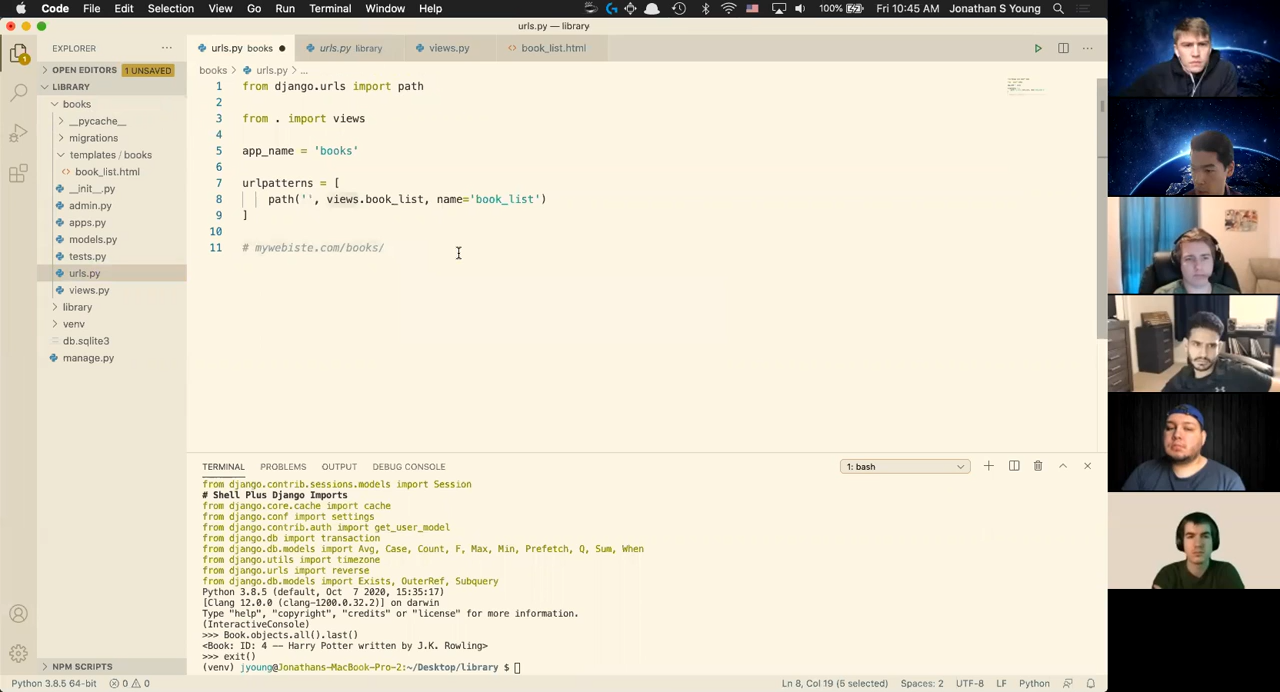 Code File Edit Selection View Go Run Terminal Window Help 100% Fri 10:45 AM Jonathan S Young
urls.py — library
EXPLORER
urls.py books
urls.py library
views.py
book_list.html
OPEN EDITORS 1 UNSAVED
books > urls.py > ...
LIBRARY
books
__pycache__
migrations
templates / books
book_list.html
__init__.py
admin.py
apps.py
models.py
tests.py
urls.py
views.py
library
venv
db.sqlite3
manage.py
NPM SCRIPTS
1 from django.urls import path
2
3 from . import views
4
5 app_name = 'books'
6
7 urlpatterns = [
8 path('', views.book_list, name='book_list')
9 ]
10
11 # mywebiste.com/books/
TERMINAL PROBLEMS OUTPUT DEBUG CONSOLE 1: bash
from django.contrib.sessions.models import Session
# Shell Plus Django Imports
from django.core.cache import cache
from django.conf import settings
from django.contrib.auth import get_user_model
from django.db import transaction
from django.db.models import Avg, Case, Count, F, Max, Min, Prefetch, Q, Sum, When
from django.utils import timezone
from django.urls import reverse
from django.db.models import Exists, OuterRef, Subquery
Python 3.8.5 (default, Oct 7 2020, 15:35:17)
[Clang 12.0.0 (clang-1200.0.32.2)] on darwin
Type "help", "copyright", "credits" or "license" for more information.
(InteractiveConsole)
>>> Book.objects.all().last()
<Book: ID: 4 -- Harry Potter written by J.K. Rowling>
>>> exit()
(venv) jyoung@Jonathans-MacBook-Pro-2:~/Desktop/library $
Python 3.8.5 64-bit 0 0 Ln 8, Col 19 (5 selected) Spaces: 2 UTF-8 LF Python